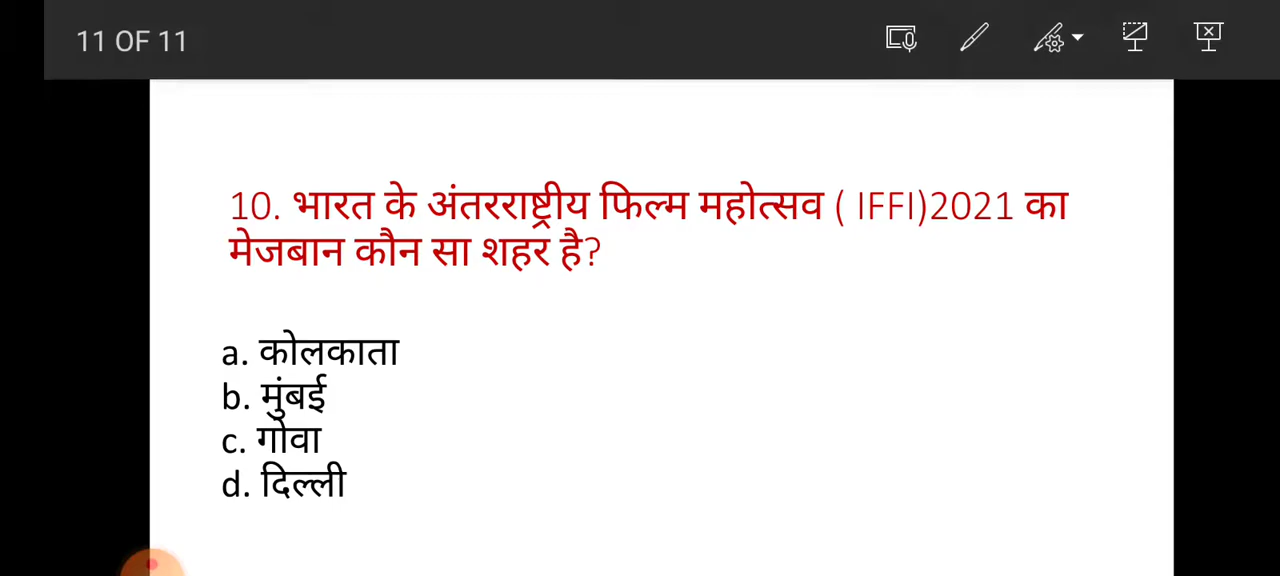 11 OF 11
10. भारत के अंतरराष्ट्रीय फिल्म महोत्सव ( IFFI)2021 का
मेजबान कौन सा शहर है?
a. कोलकाता
b. मुंबई
c. गोवा
d. दिल्ली